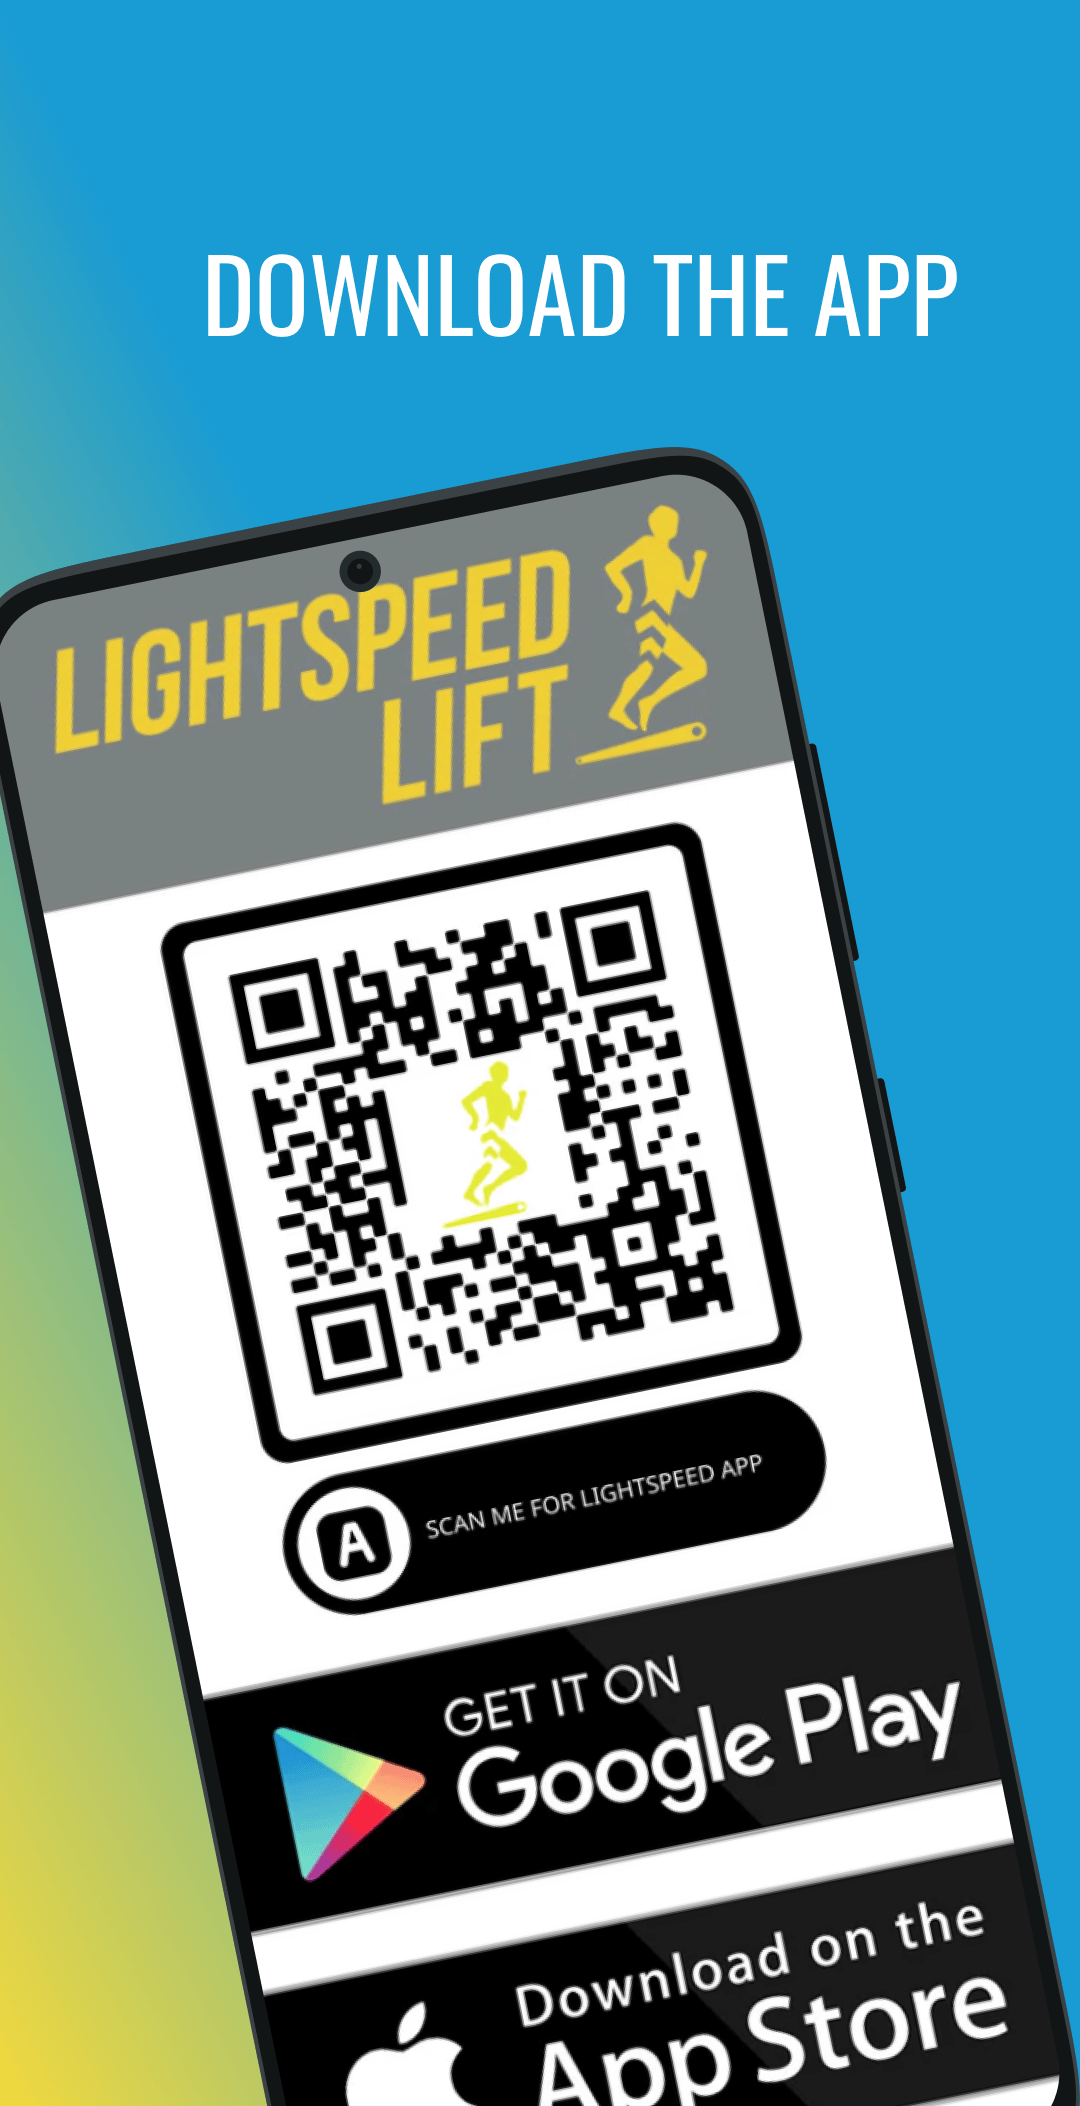 DOWNLOAD THE APP
LIGHTSPEED
LIFT
A
SCAN ME FOR LIGHTSPEED APP
GET IT ON
Google Play
Download on the
App Store